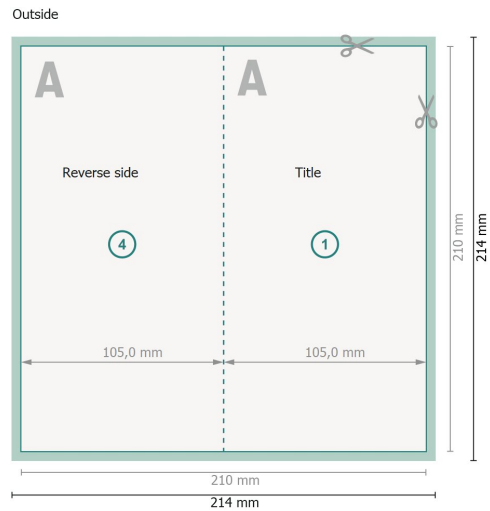 Outside
A A
Reverse side Title
4 1
210 mm
214 mm
105,0 mm 105,0 mm
210 mm
214 mm